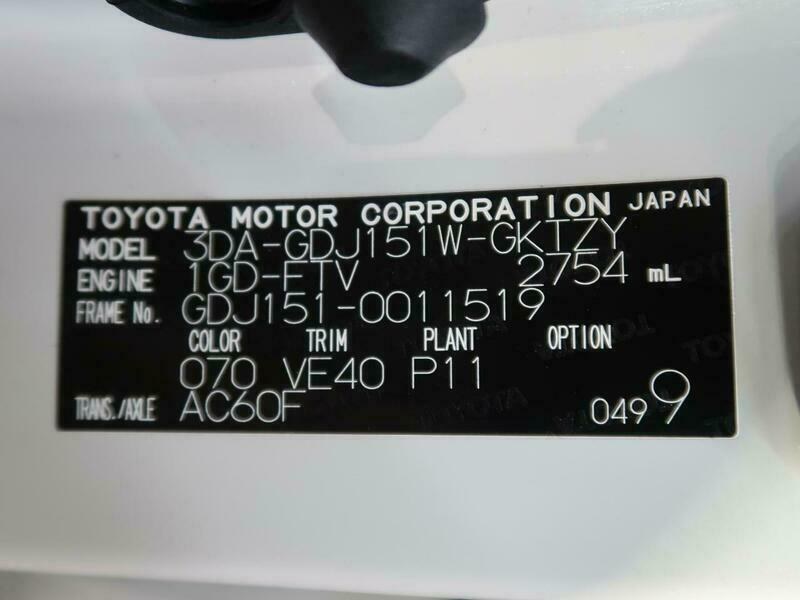 TOYOTA MOTOR CORPORATION JAPAN
MODEL 3DA-GDJ151W-GKTZY
ENGINE 1GD-FTV 2754 mL
FRAME No. GDJ151-0011519
COLOR TRIM PLANT OPTION
070 VE40 P11
TRANS./AXLE AC60F 0499